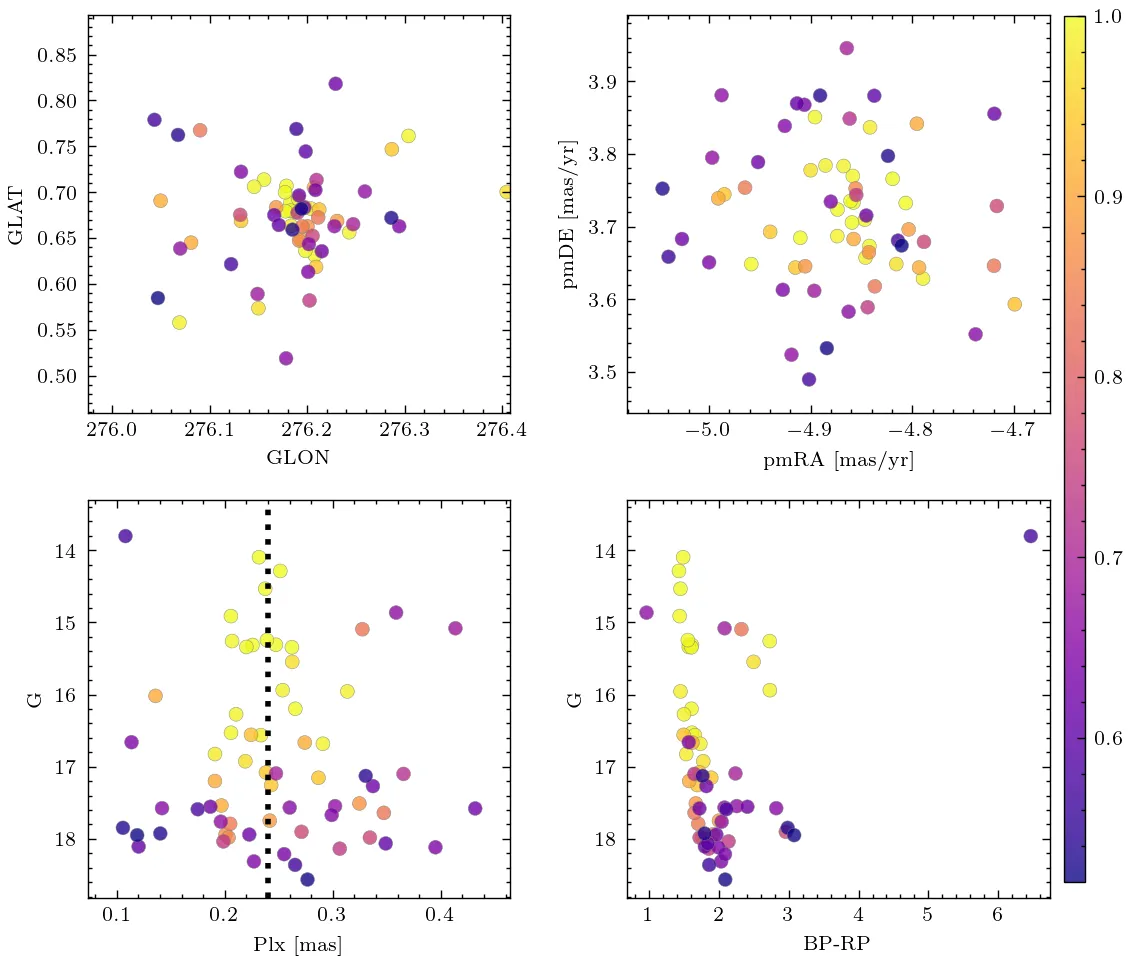 0.85
0.80
0.75
0.70
0.65
0.60
0.55
0.50
GLAT
276.0 276.1 276.2 276.3 276.4
GLON
3.9
3.8
3.7
3.6
3.5
pmDE [mas/yr]
−5.0 −4.9 −4.8 −4.7
pmRA [mas/yr]
1.0
0.9
0.8
0.7
0.6
14
15
16
17
18
G
0.1 0.2 0.3 0.4
Plx [mas]
14
15
16
17
18
G
1 2 3 4 5 6
BP-RP